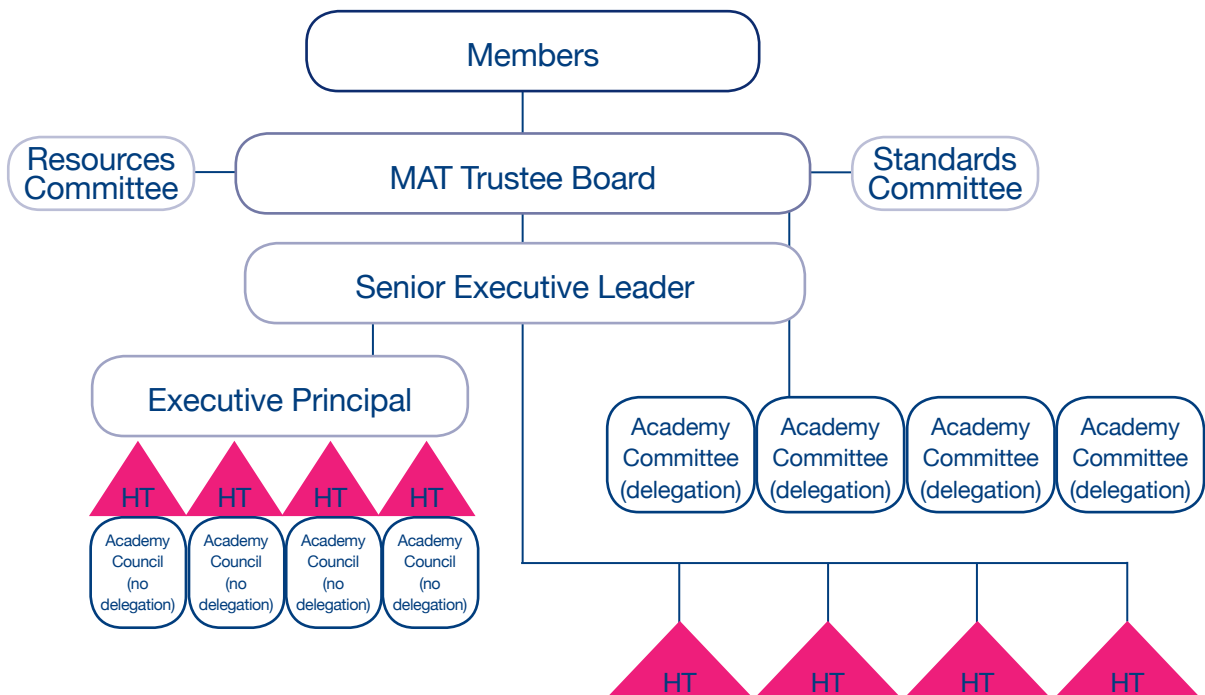 Members
Resources
Committee
MAT Trustee Board
Standards
Committee
Senior Executive Leader
Executive Principal
HT
HT
HT
HT
Academy
Council
(no
delegation)
Academy
Council
(no
delegation)
Academy
Council
(no
delegation)
Academy
Council
(no
delegation)
Academy
Committee
(delegation)
Academy
Committee
(delegation)
Academy
Committee
(delegation)
Academy
Committee
(delegation)
HT
HT
HT
HT